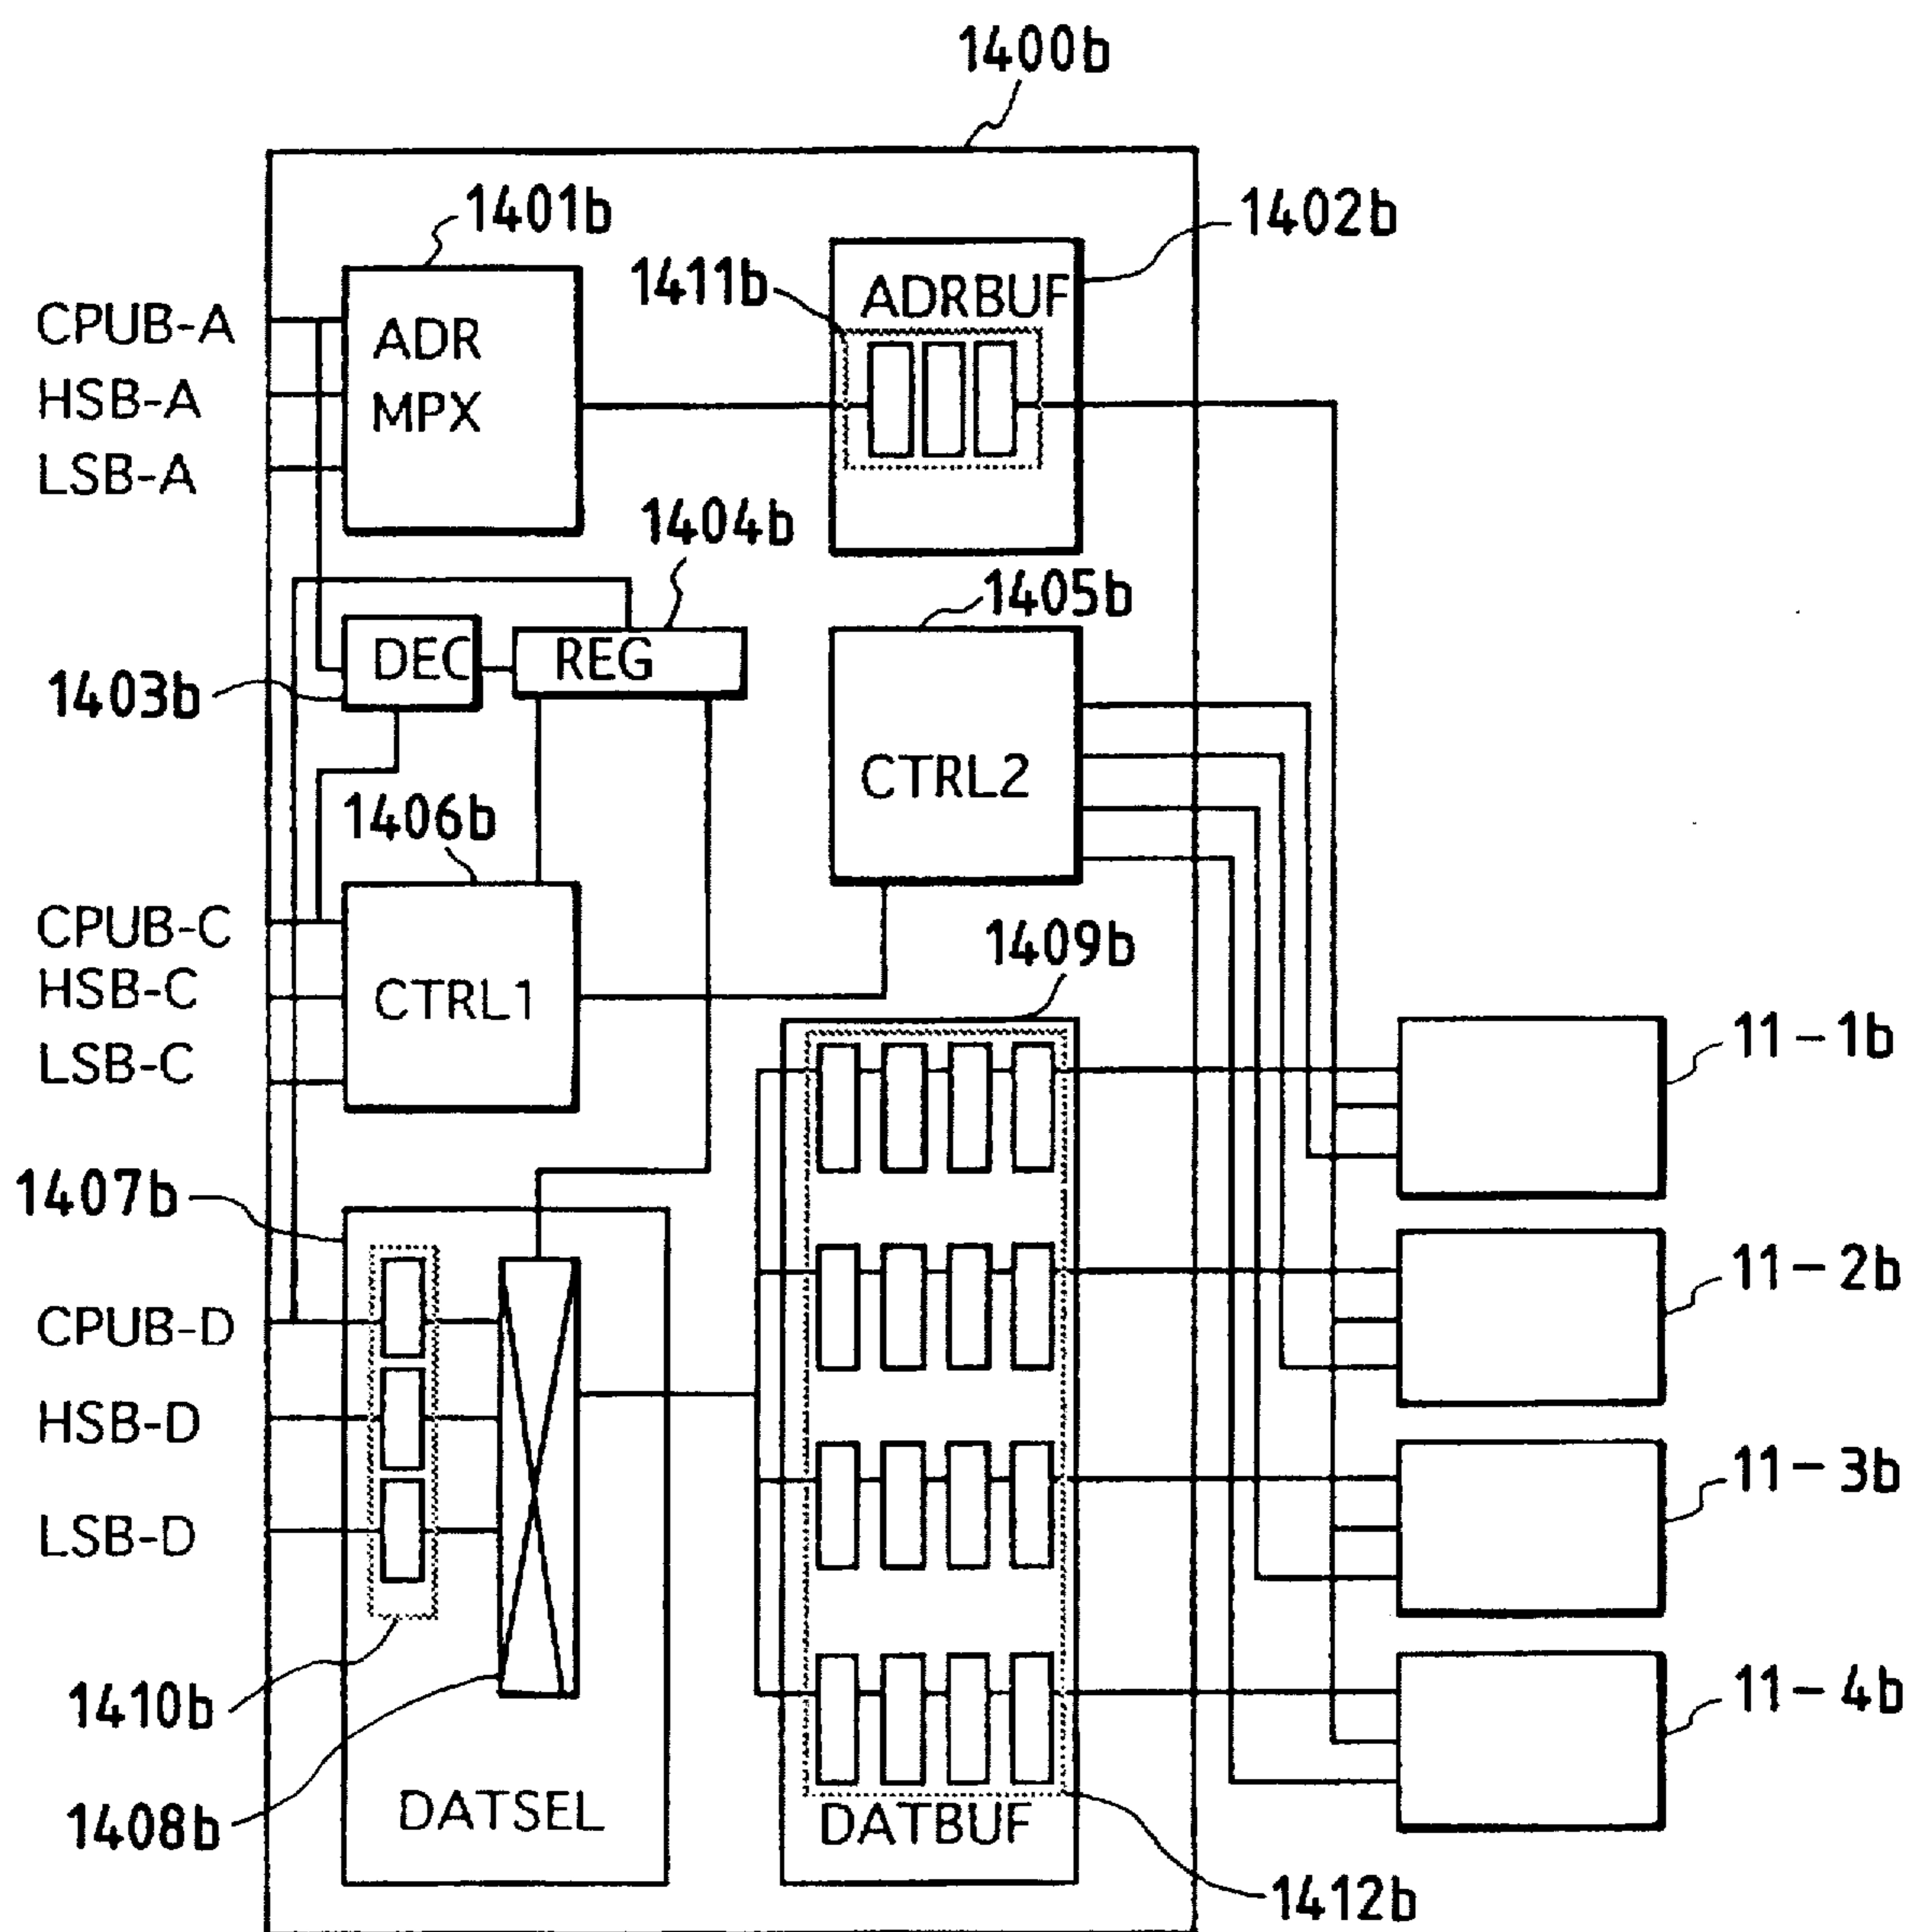 1400b
1401b
1402b
1411b
ADRBUF
CPUB-A
HSB-A
LSB-A
ADR
MPX
1404b
1405b
DEC
REG
1403b
CTRL2
1406b
CPUB-C
HSB-C
LSB-C
CTRL1
1409b
11-1b
1407b
11-2b
CPUB-D
HSB-D
LSB-D
11-3b
1410b
11-4b
1408b
DATSEL
DATBUF
1412b